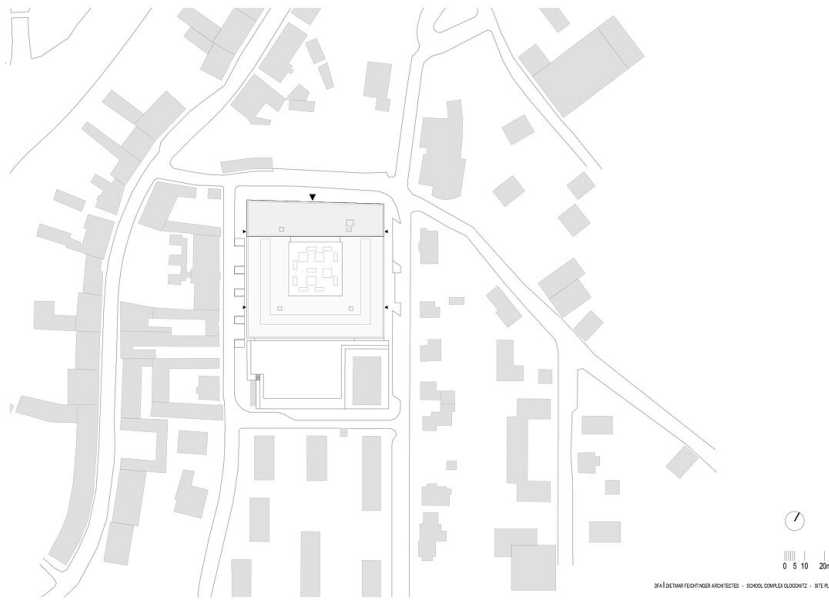 0 5 10 20m
DFA | DIETMAR FEICHTINGER ARCHITECTES - SCHOOL COMPLEX GLOGGNITZ - SITE PL